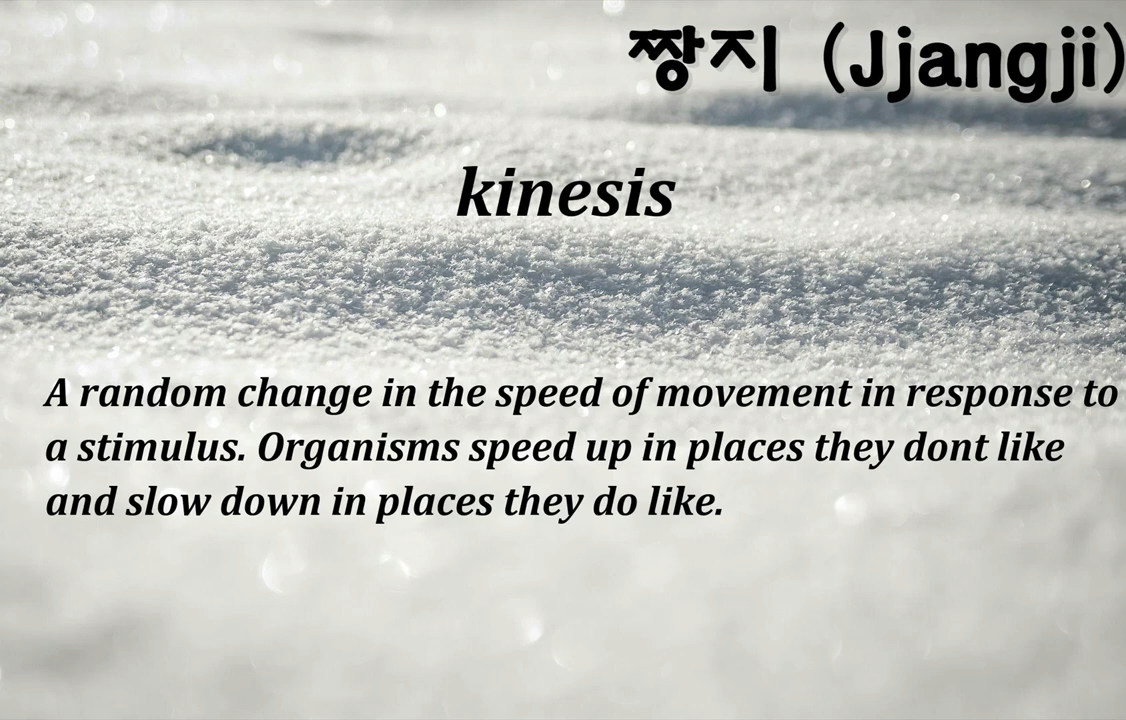 짱지 (Jjangji)
kinesis
A random change in the speed of movement in response to
a stimulus. Organisms speed up in places they dont like
and slow down in places they do like.